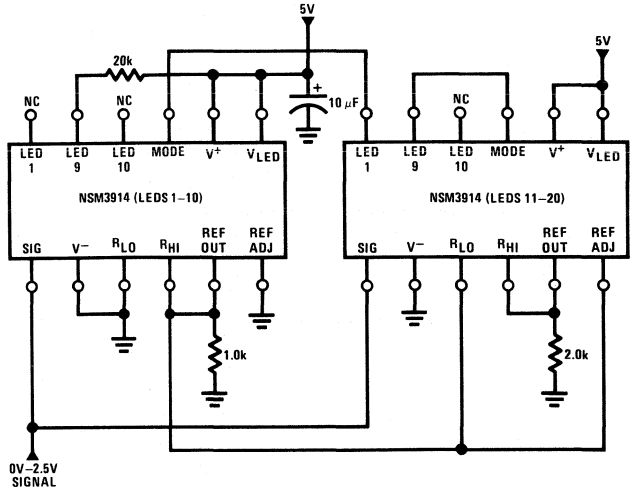 5V
5V
20k
NC
NC
+
10 µF
NC
LED 1
LED 9
LED 10
MODE
V+
VLED
LED 1
LED 9
LED 10
MODE
V+
VLED
NSM3914 (LEDS 1–10)
NSM3914 (LEDS 11–20)
SIG
V−
RLO
RHI
REF OUT
REF ADJ
SIG
V−
RLO
RHI
REF OUT
REF ADJ
1.0k
2.0k
0V–2.5V
SIGNAL